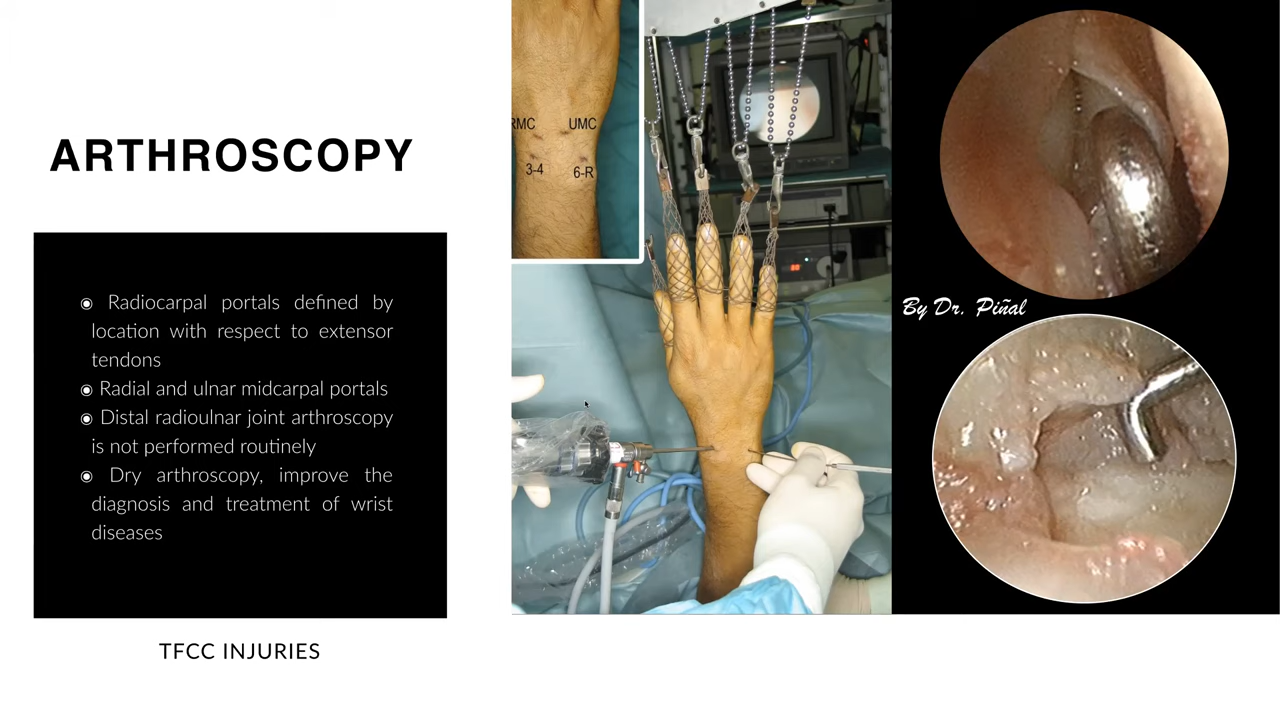 ARTHROSCOPY
◉ Radiocarpal portals defined by
location with respect to extensor
tendons
◉ Radial and ulnar midcarpal portals
◉ Distal radioulnar joint arthroscopy
is not performed routinely
◉ Dry arthroscopy, improve the
diagnosis and treatment of wrist
diseases
TFCC INJURIES
RMC UMC
3-4 6-R
By Dr. Piñal